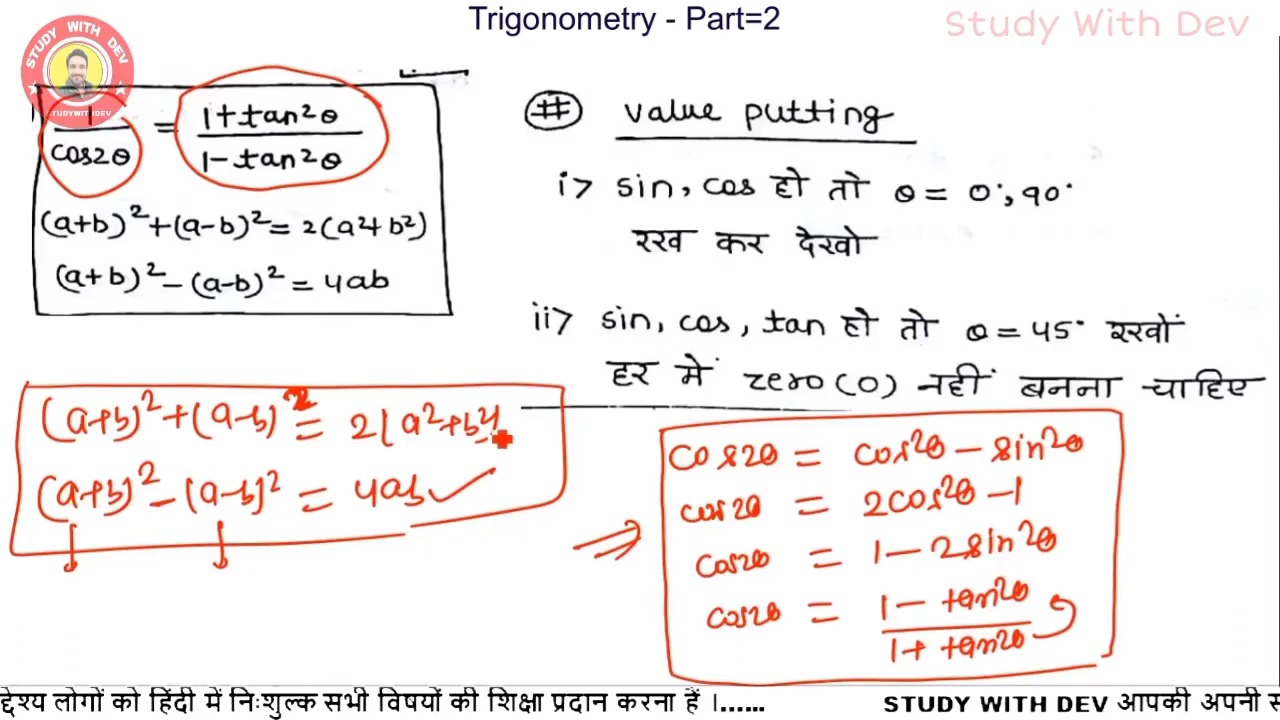 Trigonometry - Part=2
Study With Dev
STUDY WITH DEV
STUDYWITHDEV
1/cos2θ = 1+tan²θ/1-tan²θ
(a+b)²+(a-b)²=2(a²+b²)
(a+b)²-(a-b)²=4ab
# value putting
i> sin, cos हो तो θ = 0°, 90°
रख कर देखो
ii> sin, cos, tan हो तो θ = 45° रखों
हर में zero(0) नहीं बनना चाहिए
(a+b)²+(a-b)² = 2(a²+b²)
(a+b)²-(a-b)² = 4ab
cos2θ = cos²θ - sin²θ
cos2θ = 2cos²θ - 1
cos2θ = 1 - 2sin²θ
cos2θ = 1 - tan²θ/1 + tan²θ
द्देश्य लोगों को हिंदी में निःशुल्क सभी विषयों की शिक्षा प्रदान करना हैं ।...... STUDY WITH DEV आपकी अपनी स